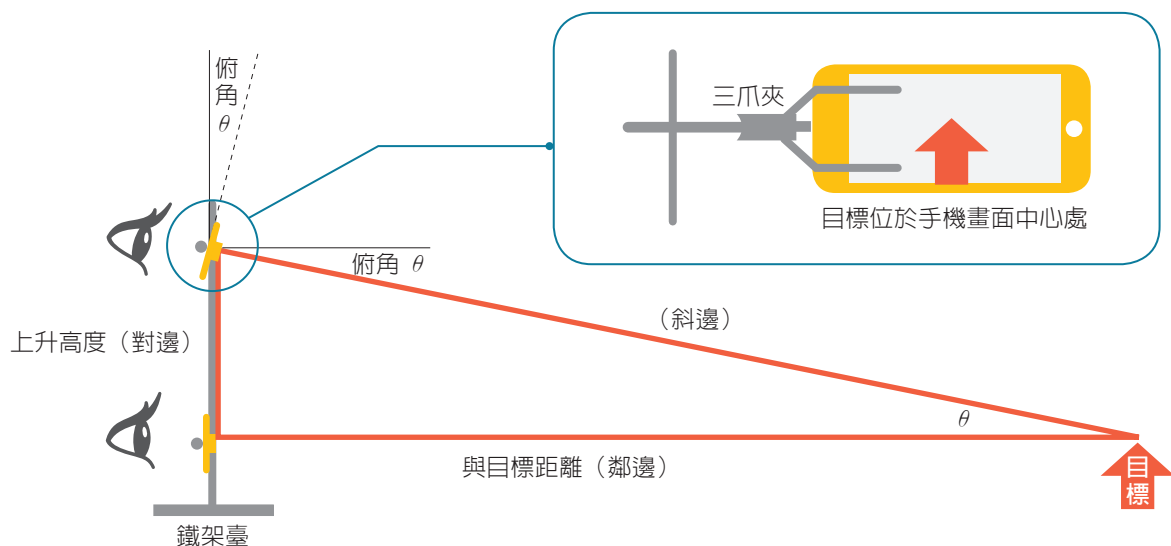 俯角 θ
三爪夾
目標位於手機畫面中心處
俯角 θ
(斜邊)
上升高度(對邊)
θ
與目標距離(鄰邊)
目標
鐵架臺